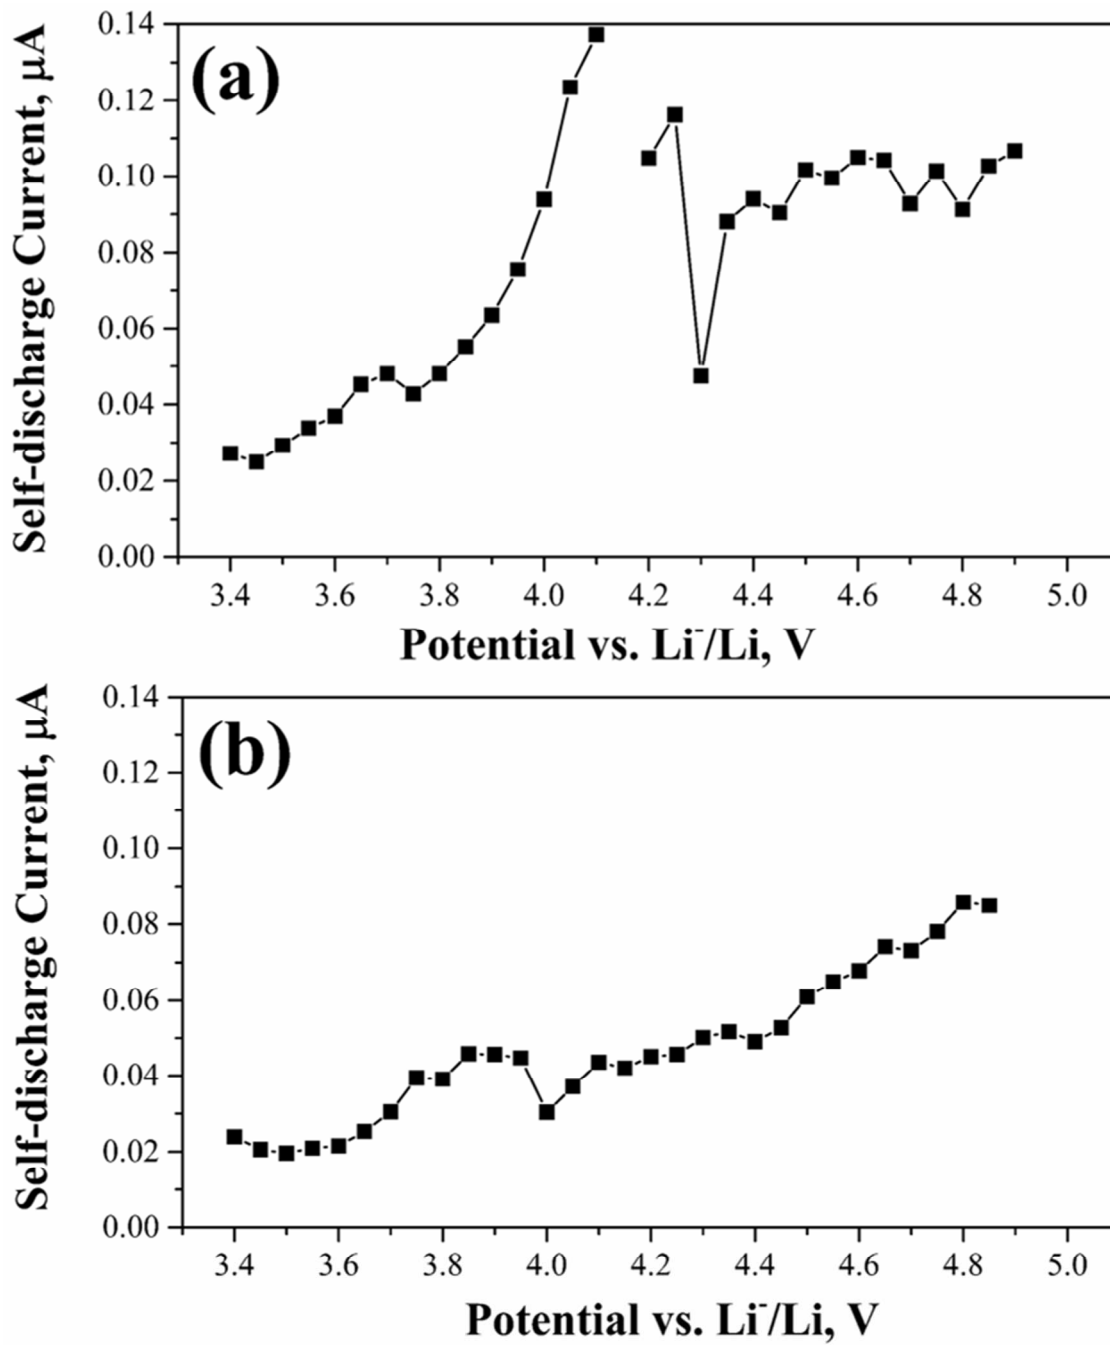 (a)
Self-discharge Current, μA
0.14
0.12
0.10
0.08
0.06
0.04
0.02
0.00
3.4 3.6 3.8 4.0 4.2 4.4 4.6 4.8 5.0
Potential vs. Li⁻/Li, V
(b)
Self-discharge Current, μA
0.14
0.12
0.10
0.08
0.06
0.04
0.02
0.00
3.4 3.6 3.8 4.0 4.2 4.4 4.6 4.8 5.0
Potential vs. Li⁻/Li, V